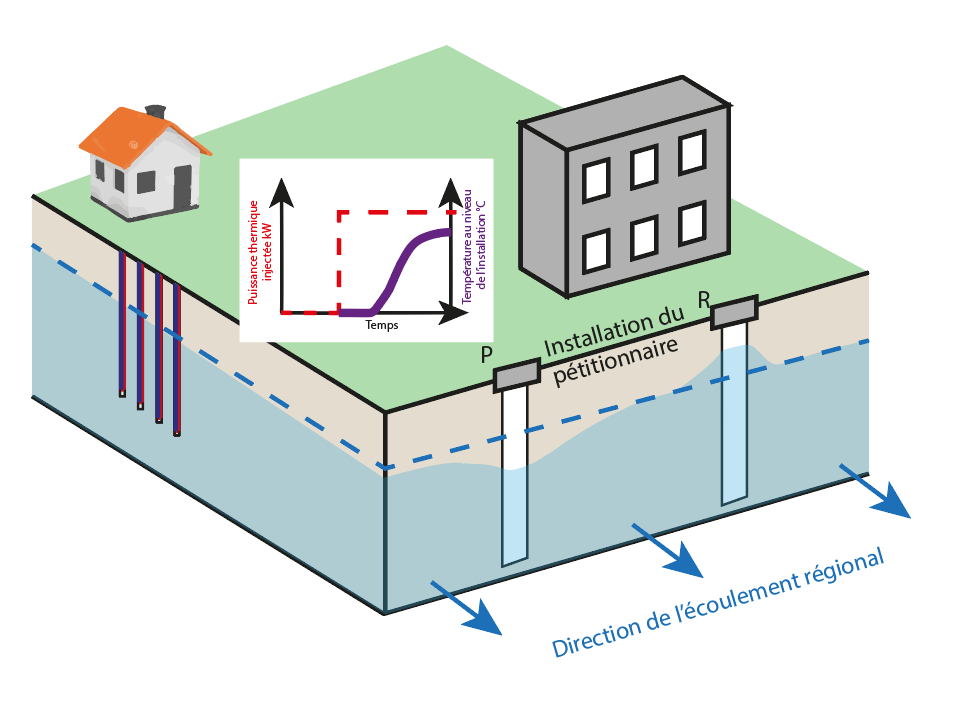 Puissance thermique
injectée kW
Température au niveau
de l'installation °C
Temps
P
R
Installation du
pétitionnaire
Direction de l'écoulement régional